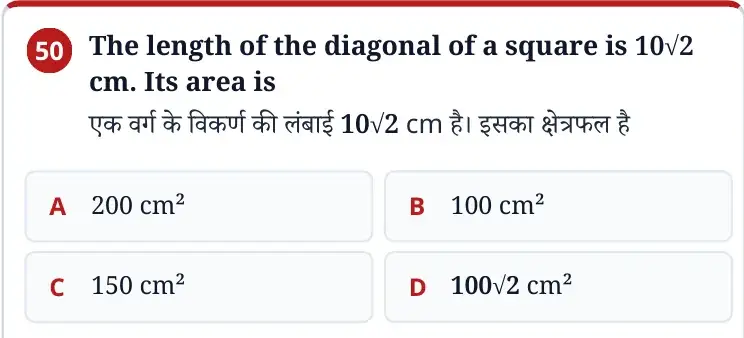 50 The length of the diagonal of a square is 10√2
cm. Its area is
एक वर्ग के विकर्ण की लंबाई 10√2 cm है। इसका क्षेत्रफल है
A 200 cm² B 100 cm²
C 150 cm² D 100√2 cm²